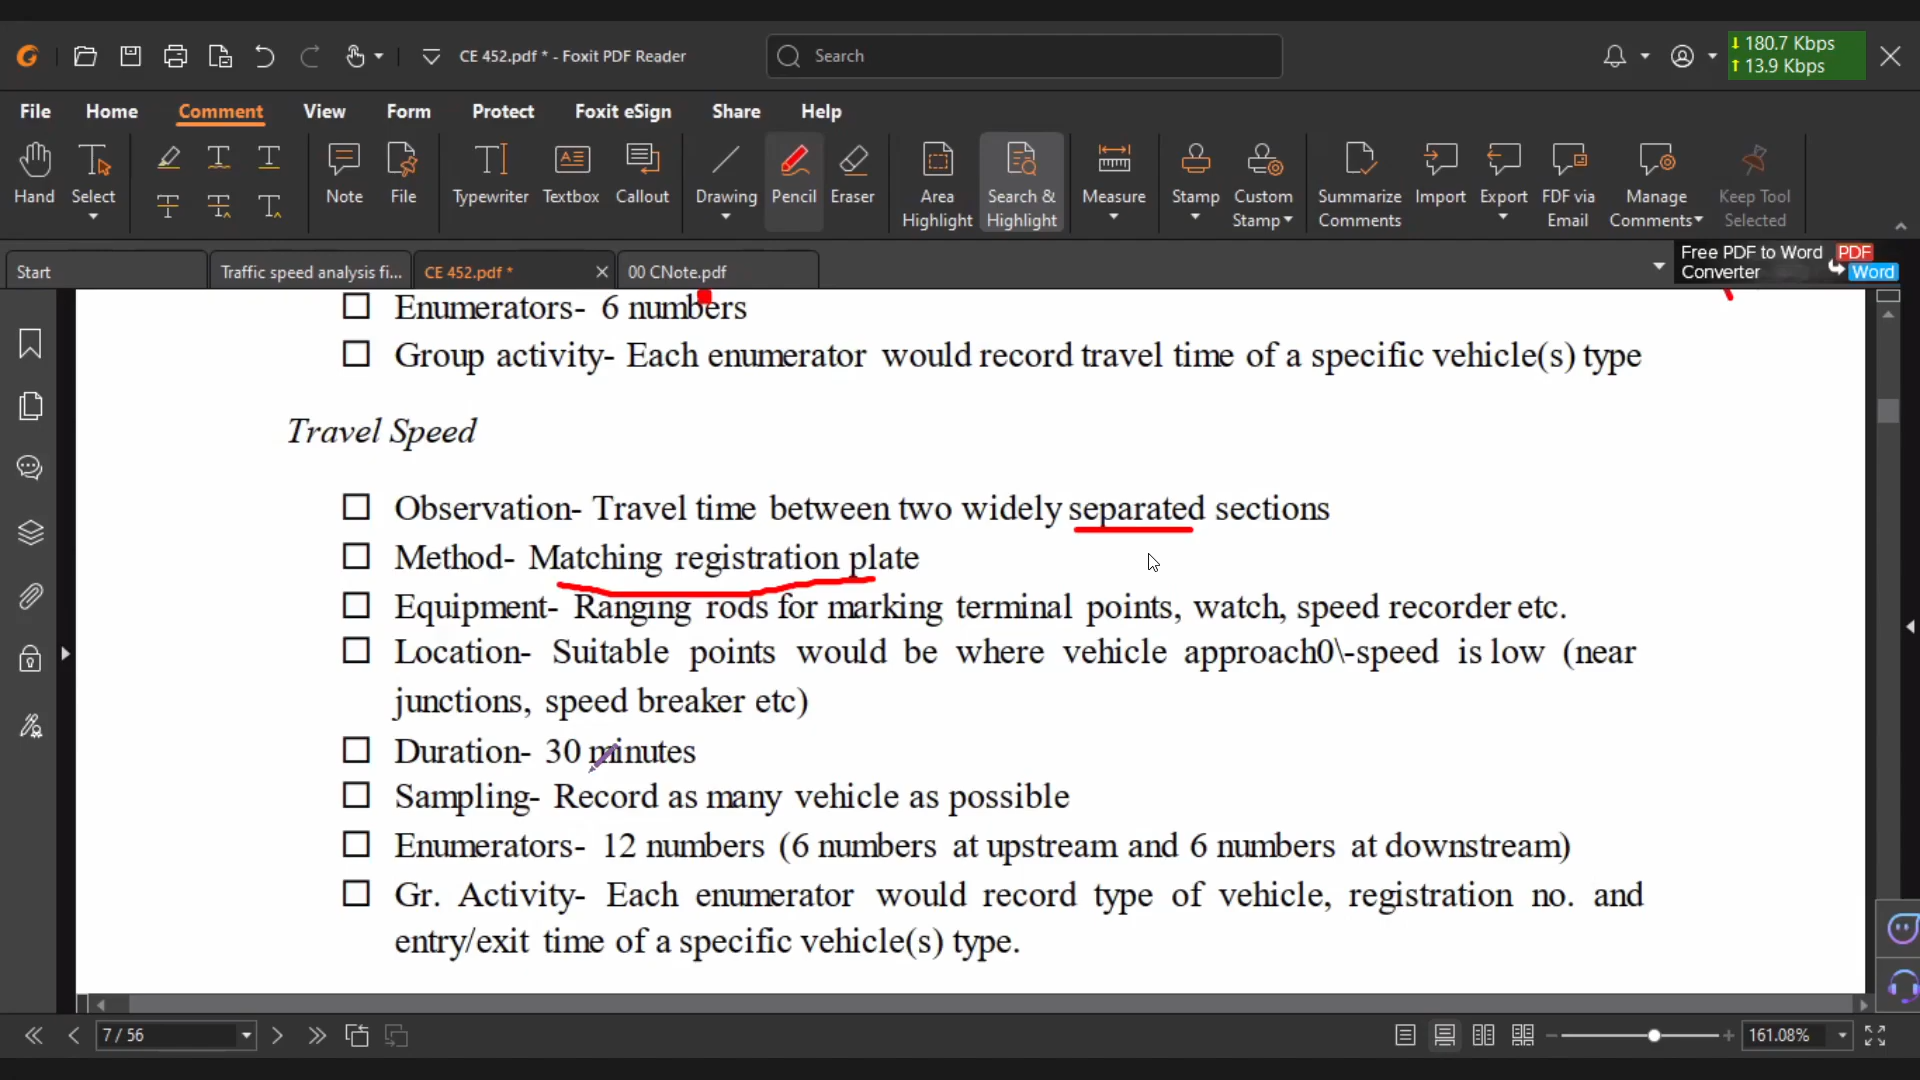 CE 452.pdf * - Foxit PDF Reader
Search
180.7 Kbps
13.9 Kbps
File Home Comment View Form Protect Foxit eSign Share Help
Hand Select Note File Typewriter Textbox Callout Drawing Pencil Eraser Area Highlight Search & Highlight Measure Stamp Custom Stamp Summarize Comments Import Export FDF via Email Manage Comments Keep Tool Selected
Start Traffic speed analysis fi... CE 452.pdf * 00 CNote.pdf
Free PDF to Word Converter PDF Word
Enumerators- 6 numbers
Group activity- Each enumerator would record travel time of a specific vehicle(s) type
Travel Speed
Observation- Travel time between two widely separated sections
Method- Matching registration plate
Equipment- Ranging rods for marking terminal points, watch, speed recorder etc.
Location- Suitable points would be where vehicle approach0\-speed is low (near
junctions, speed breaker etc)
Duration- 30 minutes
Sampling- Record as many vehicle as possible
Enumerators- 12 numbers (6 numbers at upstream and 6 numbers at downstream)
Gr. Activity- Each enumerator would record type of vehicle, registration no. and
entry/exit time of a specific vehicle(s) type.
7 / 56
161.08%